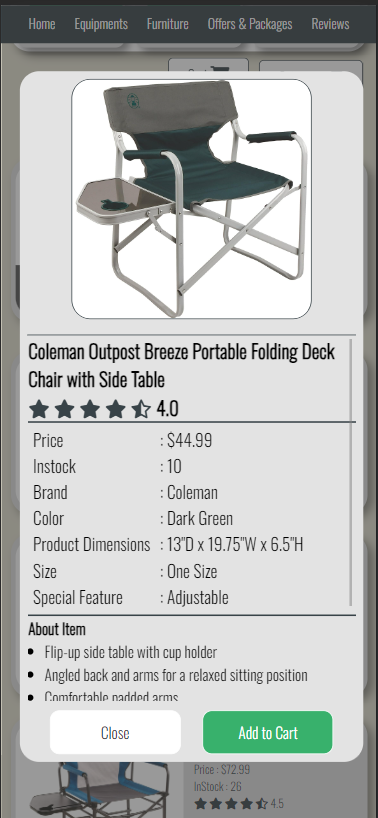 Home Equipments Furniture Offers & Packages Reviews
Coleman Outpost Breeze Portable Folding Deck
Chair with Side Table
4.0
Price : $44.99
Instock : 10
Brand : Coleman
Color : Dark Green
Product Dimensions : 13"D x 19.75"W x 6.5"H
Size : One Size
Special Feature : Adjustable
About Item
Flip-up side table with cup holder
Angled back and arms for a relaxed sitting position
Comfortable padded arms
Close Add to Cart
Price : $72.99
InStock : 26
4.5